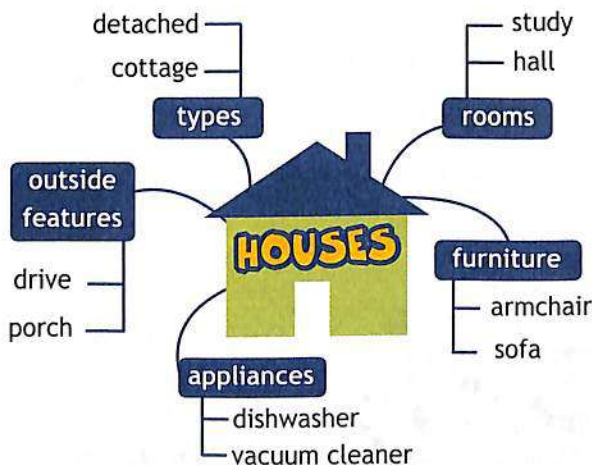 detached
cottage
types
study
hall
rooms
outside
features
drive
porch
HOUSES
furniture
armchair
sofa
appliances
dishwasher
vacuum cleaner